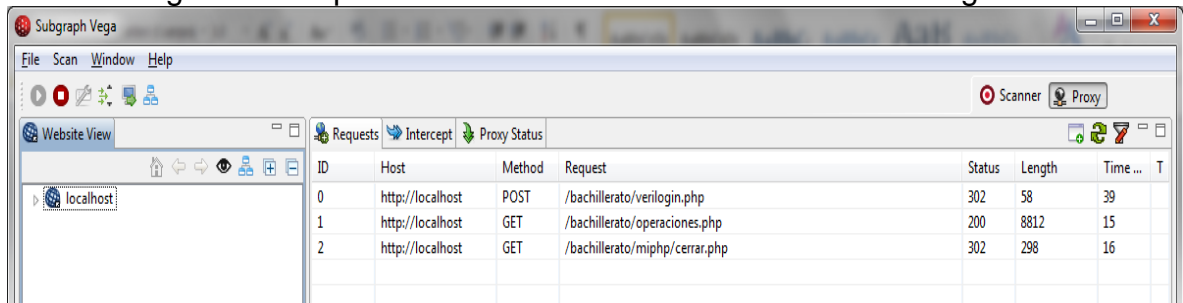 Subgraph Vega
File Scan Window Help
Scanner Proxy
Website View
Requests Intercept Proxy Status
ID Host Method Request Status Length Time ... T
localhost
0 http://localhost POST /bachillerato/verilogin.php 302 58 39
1 http://localhost GET /bachillerato/operaciones.php 200 8812 15
2 http://localhost GET /bachillerato/miphp/cerrar.php 302 298 16